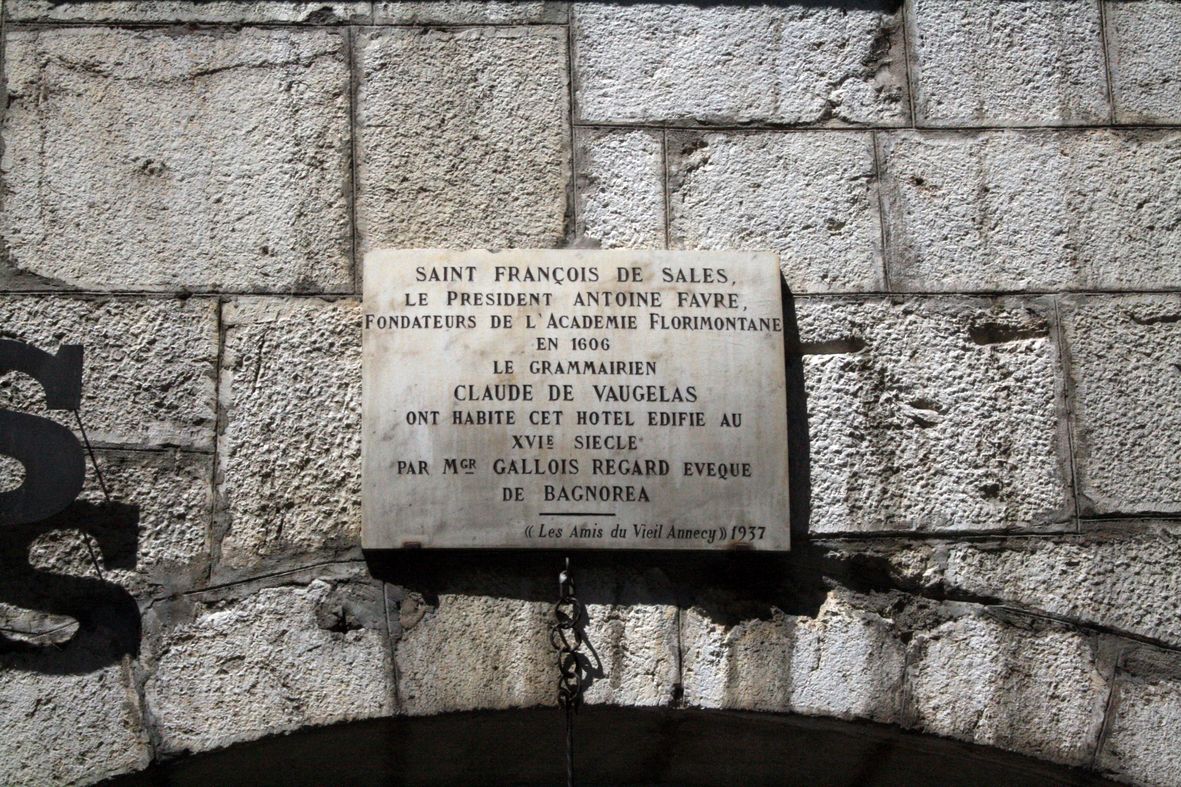 S
SAINT FRANÇOIS DE SALES,
LE PRESIDENT ANTOINE FAVRE,
FONDATEURS DE L'ACADEMIE FLORIMONTANE
EN 1606
LE GRAMMAIRIEN
CLAUDE DE VAUGELAS
ONT HABITE CET HOTEL EDIFIE AU
XVIE SIECLE
PAR MGR GALLOIS REGARD EVEQUE
DE BAGNOREA
«Les Amis du Vieil Annecy» 1937